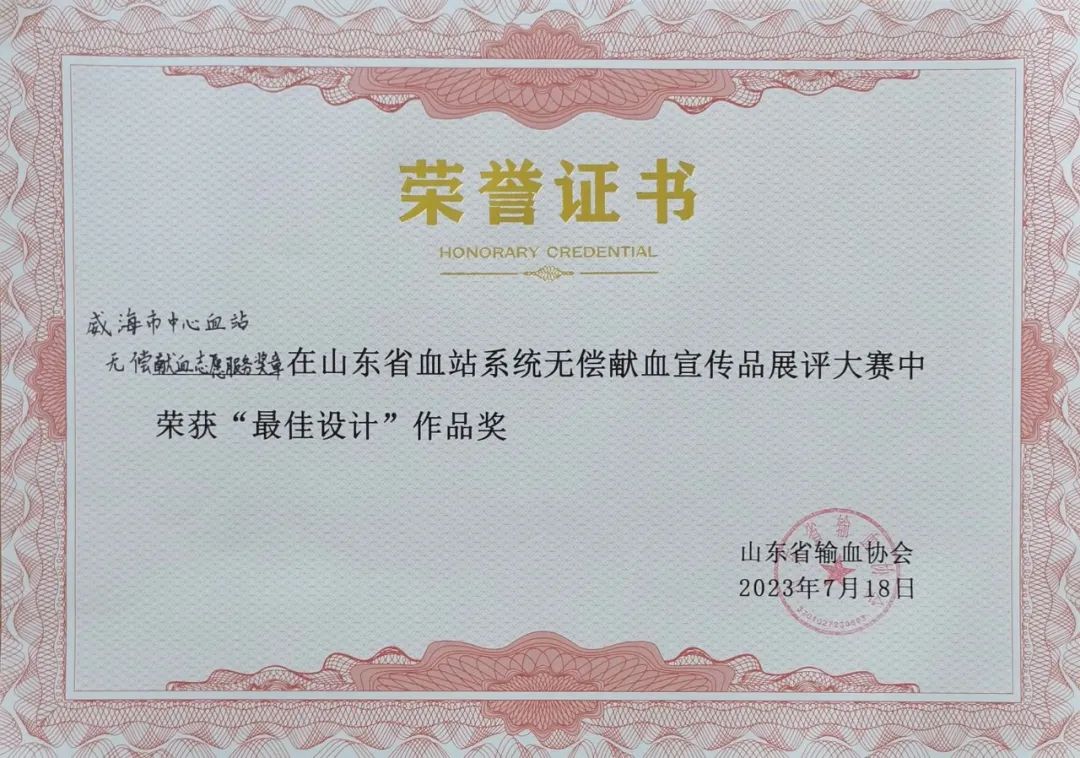 荣誉证书
HONORARY CREDENTIAL
威海市中心血站
无偿献血志愿服务奖章在山东省血站系统无偿献血宣传品展评大赛中
荣获“最佳设计”作品奖
山东省输血协会
2023年7月18日